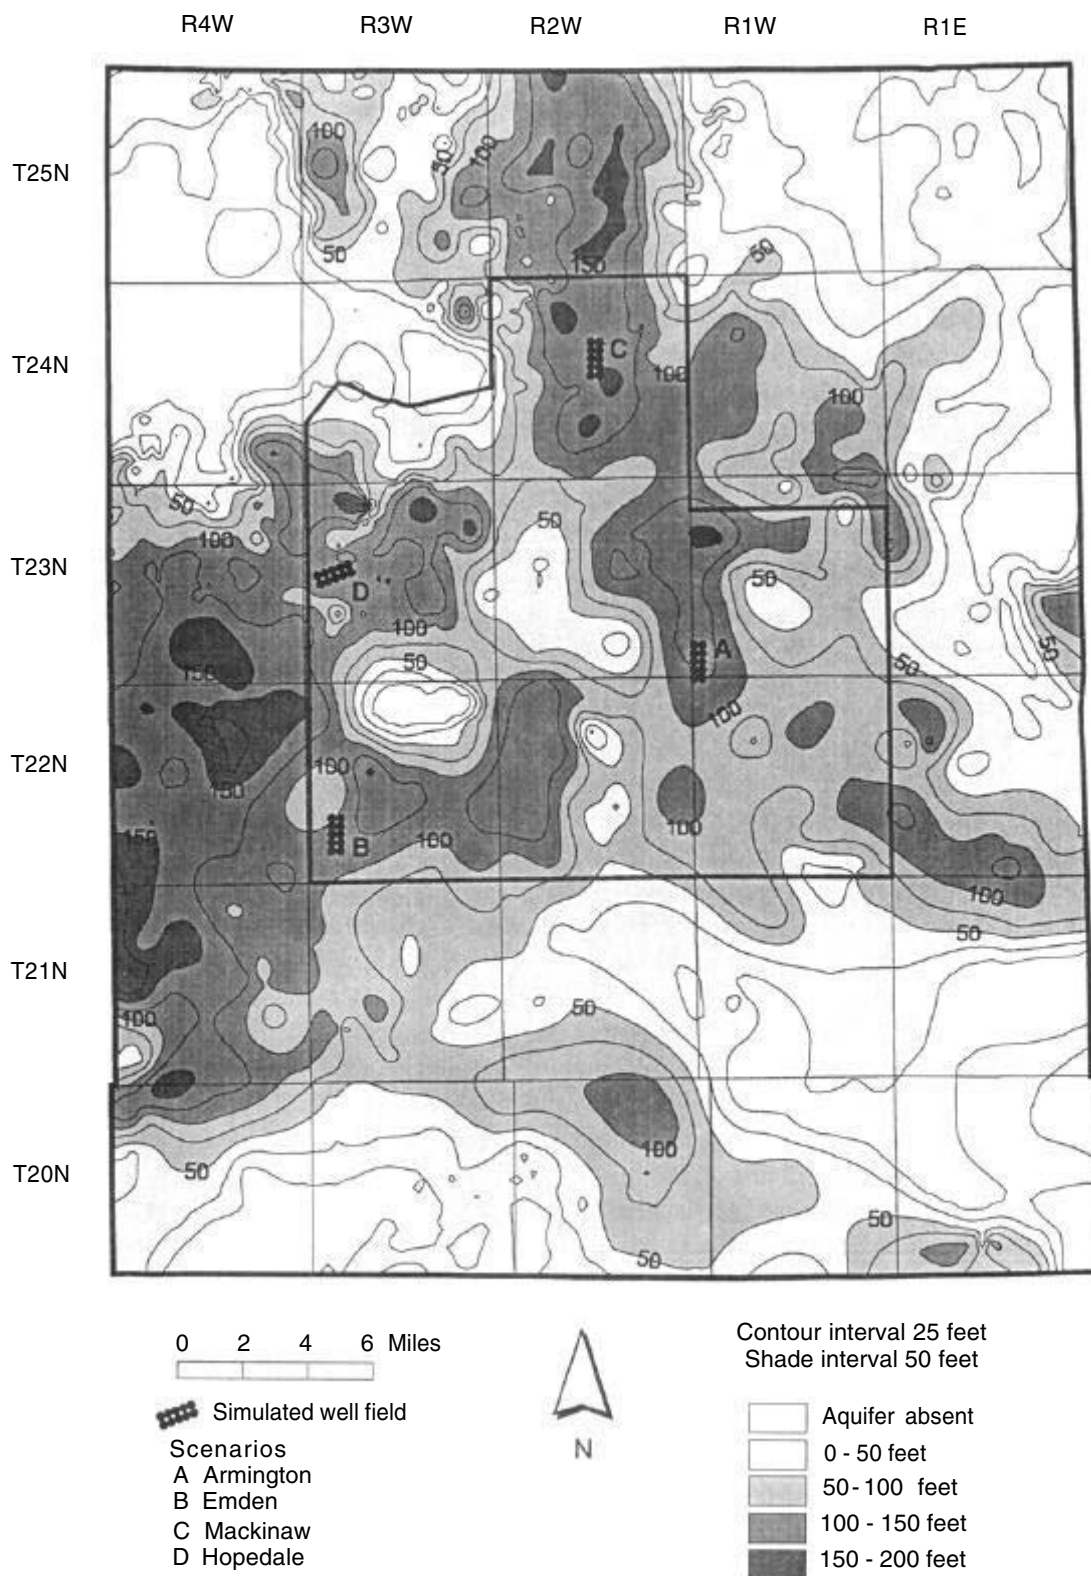 R4W R3W R2W R1W R1E
100
50 100
T25N
50 50
150
T24N C
100
100
50 50
100
T23N 50
D
100
50 A 50
50
150
100
T22N 100
150
150 100
B 100
100
50
T21N
50
100
100
T20N 50
50
50
0 2 4 6 Miles
Simulated well field
Scenarios
A Armington
B Emden
C Mackinaw
D Hopedale
N
Contour interval 25 feet
Shade interval 50 feet
Aquifer absent
0 - 50 feet
50 - 100 feet
100 - 150 feet
150 - 200 feet